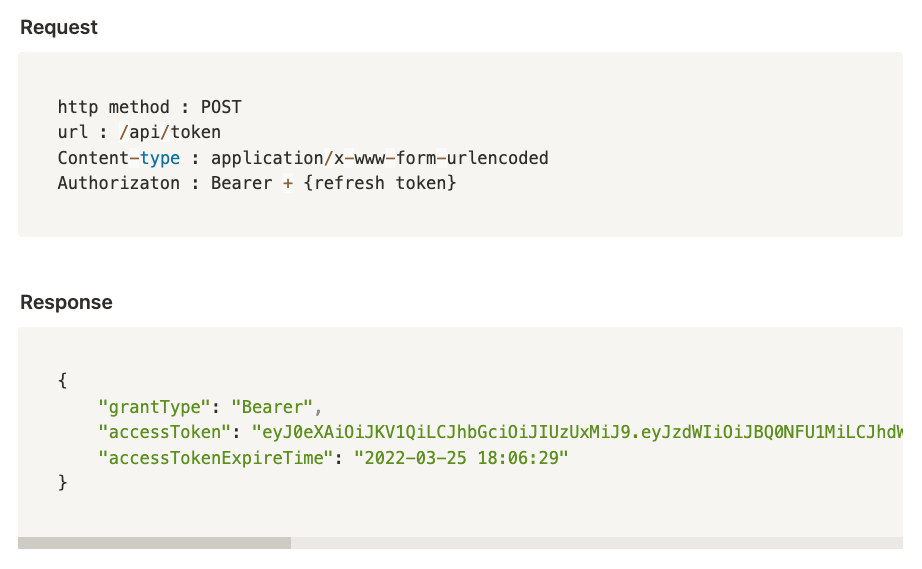 Request
http method : POST
url : /api/token
Content-type : application/x-www-form-urlencoded
Authorizaton : Bearer + {refresh token}
Response
{
"grantType": "Bearer",
"accessToken": "eyJ0eXAiOiJKV1QiLCJhbGciOiJIUzUxMiJ9.eyJzdWIiOiJBQ0NFU1MiLCJhdW
"accessTokenExpireTime": "2022-03-25 18:06:29"
}